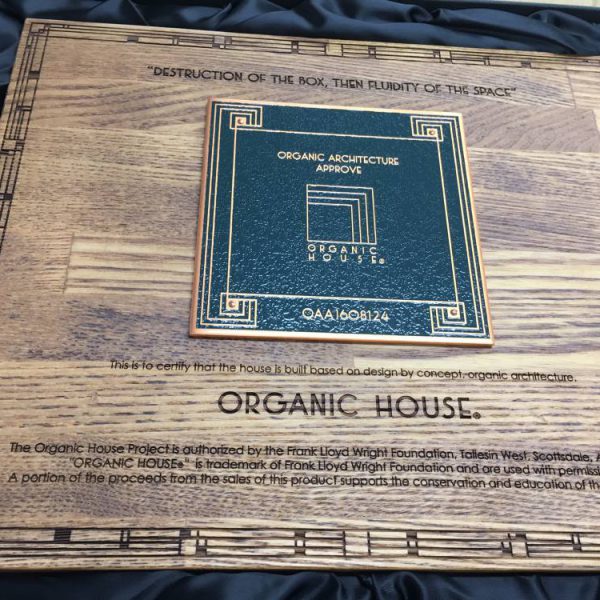 "DESTRUCTION OF THE BOX, THEN FLUIDITY OF THE SPACE"
ORGANIC ARCHITECTURE
APPROVE
ORGANIC
HOUSE®
OAA1608124
This is to certify that the house is built based on design by concept, organic architecture.
ORGANIC HOUSE®
The Organic House Project is authorized by the Frank Lloyd Wright Foundation, Taliesin West, Scottsdale, A
"ORGANIC HOUSE®" is trademark of Frank Lloyd Wright Foundation and are used with permiss
A portion of the proceeds from the sales of this product supports the conservation and education of th